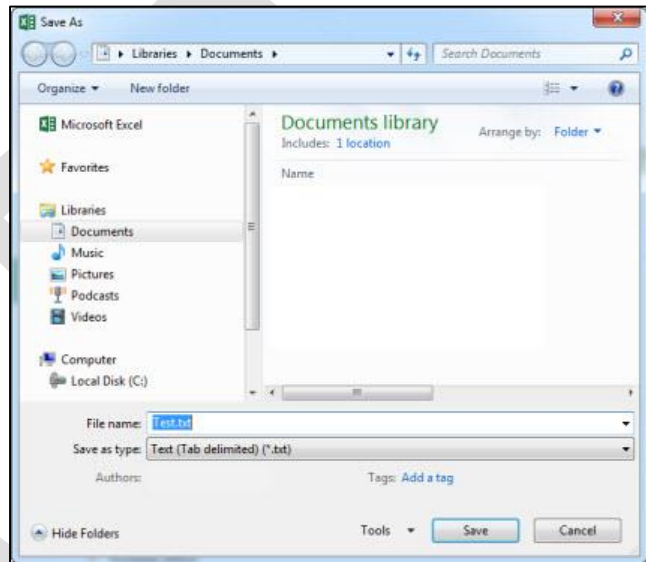 Save As
Libraries Documents
Search Documents
Organize New folder
Microsoft Excel
Favorites
Libraries
Documents
Music
Pictures
Podcasts
Videos
Computer
Local Disk (C:)
Documents library
Includes: 1 location
Arrange by: Folder
Name
File name: Test.txt
Save as type: Text (Tab delimited) (*.txt)
Authors:
Tags: Add a tag
Hide Folders
Tools Save Cancel